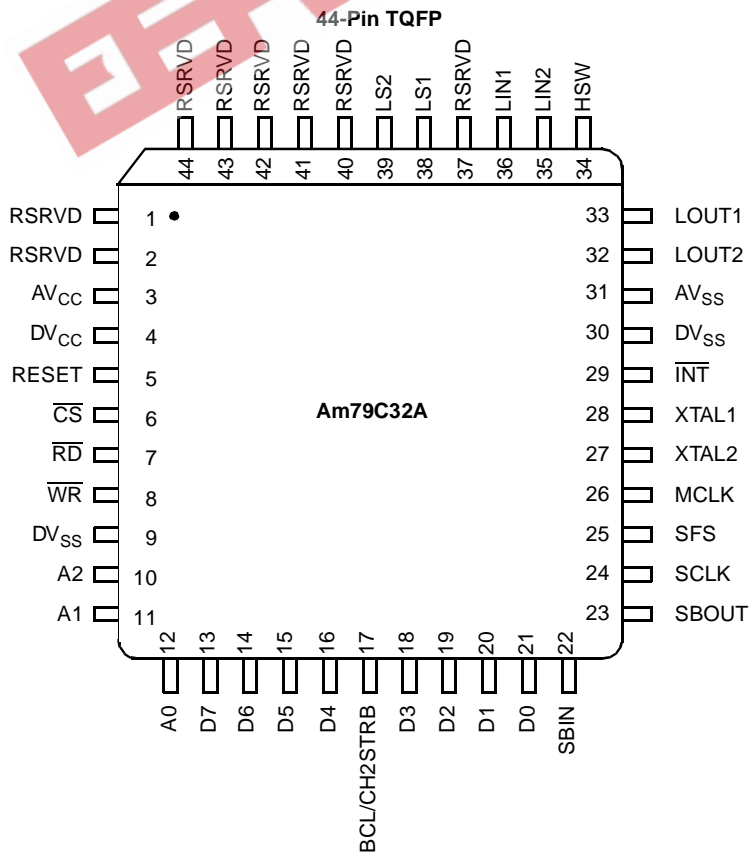 44-Pin TQFP
RSRVD
RSRVD
RSRVD
RSRVD
RSRVD
LS2
LS1
RSRVD
LIN1
LIN2
HSW
44 43 42 41 40 39 38 37 36 35 34
RSRVD 1 33 LOUT1
RSRVD 2 32 LOUT2
AVCC 3 31 AVSS
DVCC 4 30 DVSS
RESET 5 29 INT
CS 6 Am79C32A 28 XTAL1
RD 7 27 XTAL2
WR 8 26 MCLK
DVSS 9 25 SFS
A2 10 24 SCLK
A1 11 23 SBOUT
12 13 14 15 16 17 18 19 20 21 22
A0
D7
D6
D5
D4
BCL/CH2STRB
D3
D2
D1
D0
SBIN